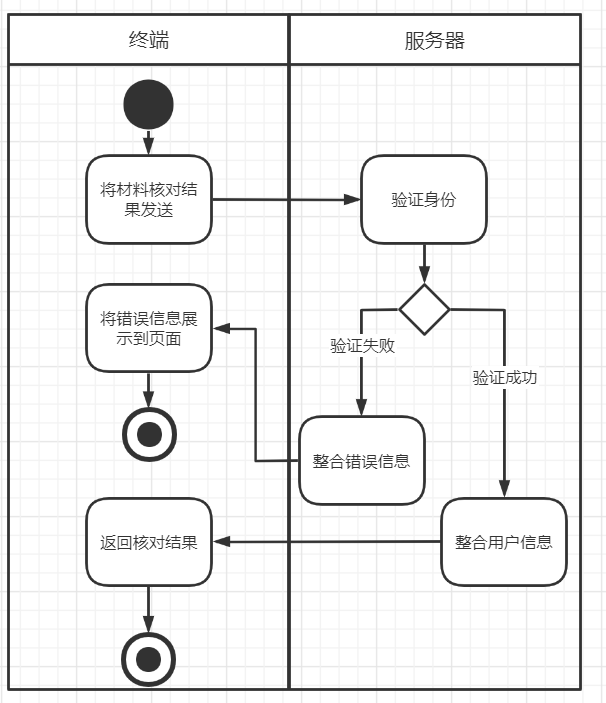 终端
服务器
将材料核对结
果发送
验证身份
将错误信息展
示到页面
验证失败
验证成功
整合错误信息
返回核对结果
整合用户信息